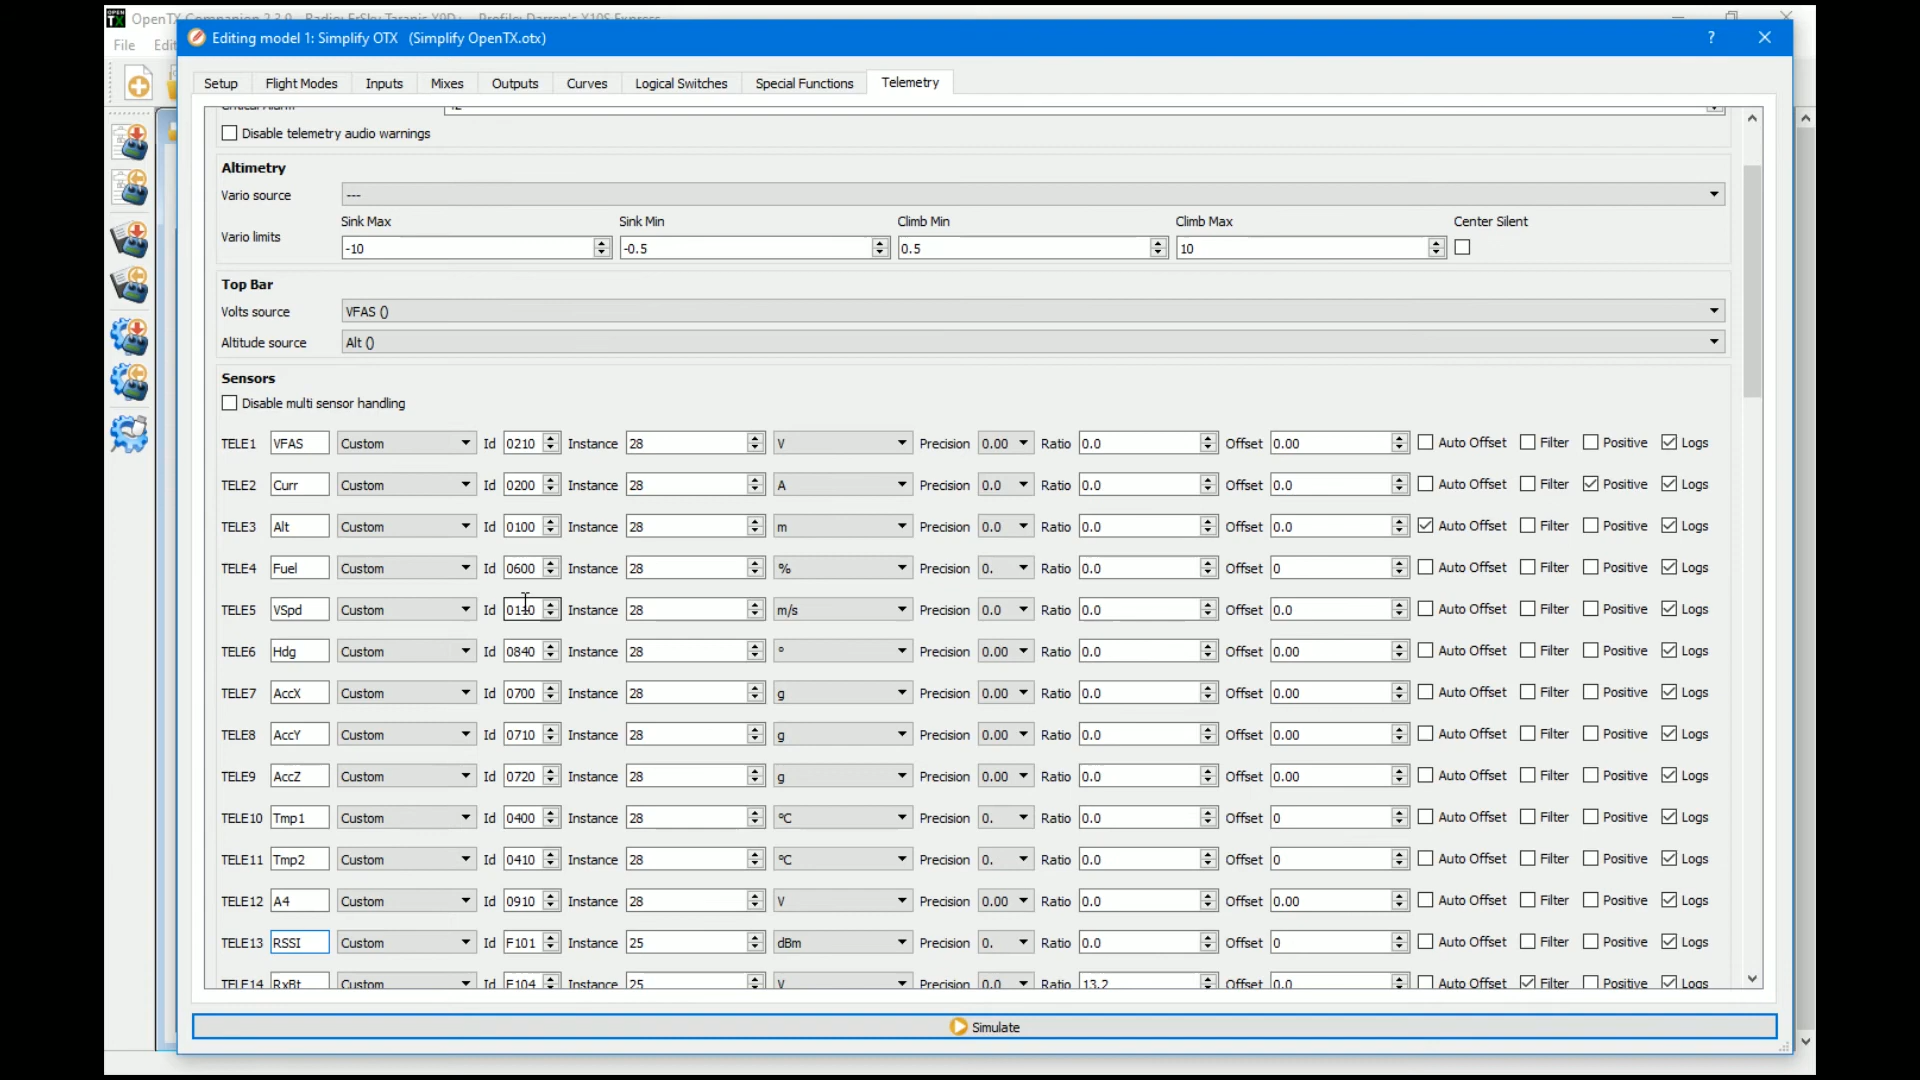 OpenTX Companion 2.3.9 - Radio: FrSky Taranis X9D+ - Profile: Darren's X10S Express
File Edi
Editing model 1: Simplify OTX (Simplify OpenTX.otx) ?
Setup Flight Modes Inputs Mixes Outputs Curves Logical Switches Special Functions Telemetry
Critical Alarm 42
Disable telemetry audio warnings
Altimetry
Vario source ---
Sink Max Sink Min Climb Min Climb Max Center Silent
Vario limits -10 -0.5 0.5 10
Top Bar
Volts source VFAS ()
Altitude source Alt ()
Sensors
Disable multi sensor handling
TELE1 VFAS Custom Id 0210 Instance 28 V Precision 0.00 Ratio 0.0 Offset 0.00 Auto Offset Filter Positive Logs
TELE2 Curr Custom Id 0200 Instance 28 A Precision 0.0 Ratio 0.0 Offset 0.0 Auto Offset Filter Positive Logs
TELE3 Alt Custom Id 0100 Instance 28 m Precision 0.0 Ratio 0.0 Offset 0.0 Auto Offset Filter Positive Logs
TELE4 Fuel Custom Id 0600 Instance 28 % Precision 0. Ratio 0.0 Offset 0 Auto Offset Filter Positive Logs
TELE5 VSpd Custom Id 0110 Instance 28 m/s Precision 0.0 Ratio 0.0 Offset 0.0 Auto Offset Filter Positive Logs
TELE6 Hdg Custom Id 0840 Instance 28 ° Precision 0.00 Ratio 0.0 Offset 0.00 Auto Offset Filter Positive Logs
TELE7 AccX Custom Id 0700 Instance 28 g Precision 0.00 Ratio 0.0 Offset 0.00 Auto Offset Filter Positive Logs
TELE8 AccY Custom Id 0710 Instance 28 g Precision 0.00 Ratio 0.0 Offset 0.00 Auto Offset Filter Positive Logs
TELE9 AccZ Custom Id 0720 Instance 28 g Precision 0.00 Ratio 0.0 Offset 0.00 Auto Offset Filter Positive Logs
TELE10 Tmp1 Custom Id 0400 Instance 28 ºC Precision 0. Ratio 0.0 Offset 0 Auto Offset Filter Positive Logs
TELE11 Tmp2 Custom Id 0410 Instance 28 ºC Precision 0. Ratio 0.0 Offset 0 Auto Offset Filter Positive Logs
TELE12 A4 Custom Id 0910 Instance 28 V Precision 0.00 Ratio 0.0 Offset 0.00 Auto Offset Filter Positive Logs
TELE13 RSSI Custom Id F101 Instance 25 dBm Precision 0. Ratio 0.0 Offset 0 Auto Offset Filter Positive Logs
TELE14 RxBt Custom Id F104 Instance 25 V Precision 0.0 Ratio 13.2 Offset 0.0 Auto Offset Filter Positive Logs
Simulate